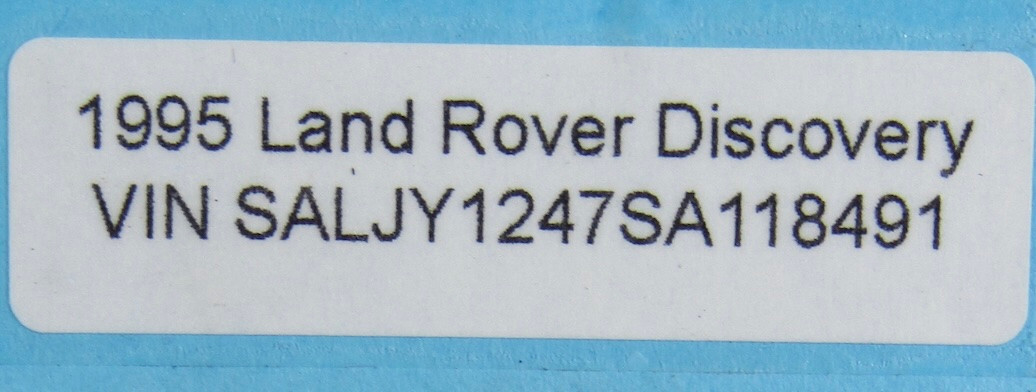 1995 Land Rover Discovery
VIN SALJY1247SA118491